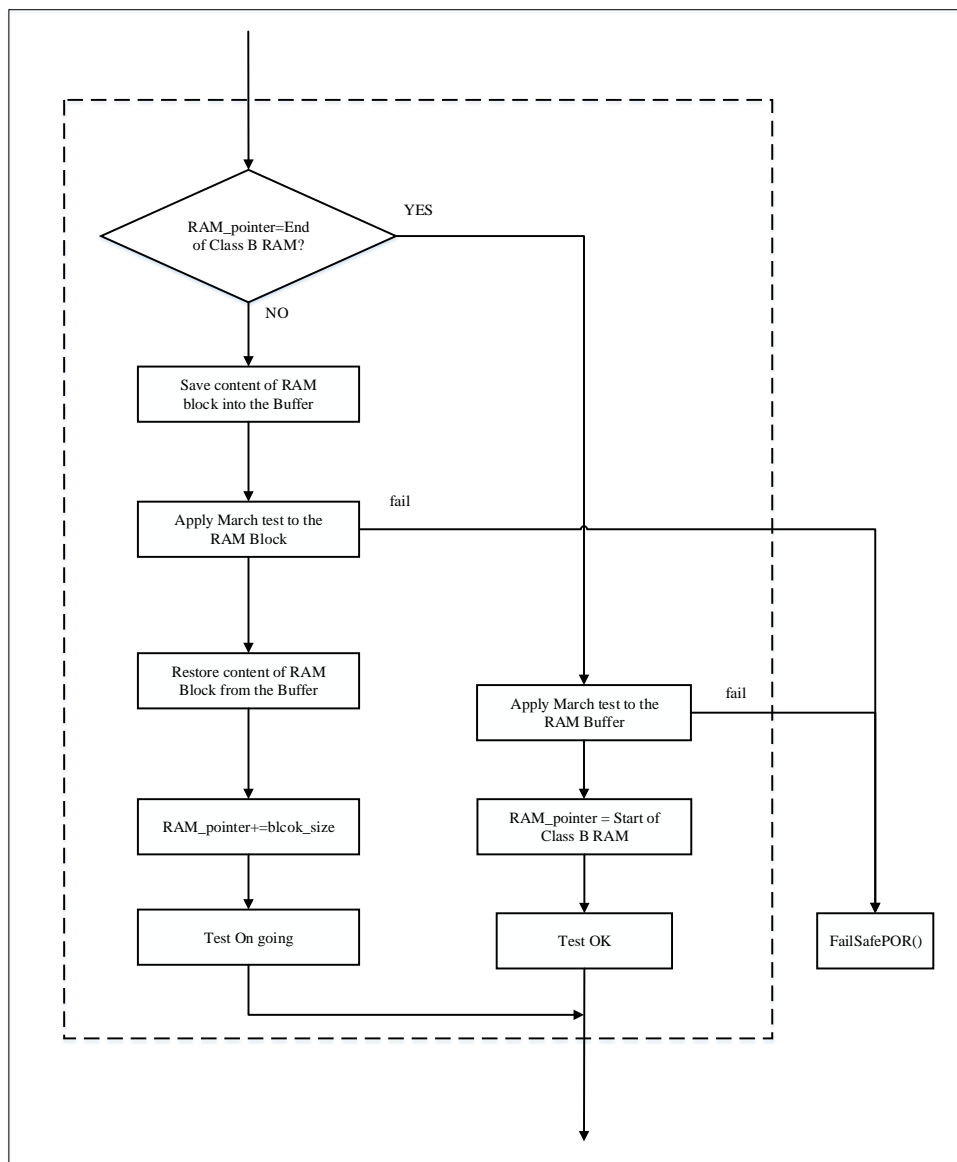 RAM_pointer=End
of Class B RAM?
YES
NO
Save content of RAM
block into the Buffer
Apply March test to the
RAM Block
fail
Restore content of RAM
Block from the Buffer
Apply March test to the
RAM Buffer
fail
RAM_pointer+=blcok_size
RAM_pointer = Start of
Class B RAM
Test On going
Test OK
FailSafePOR()